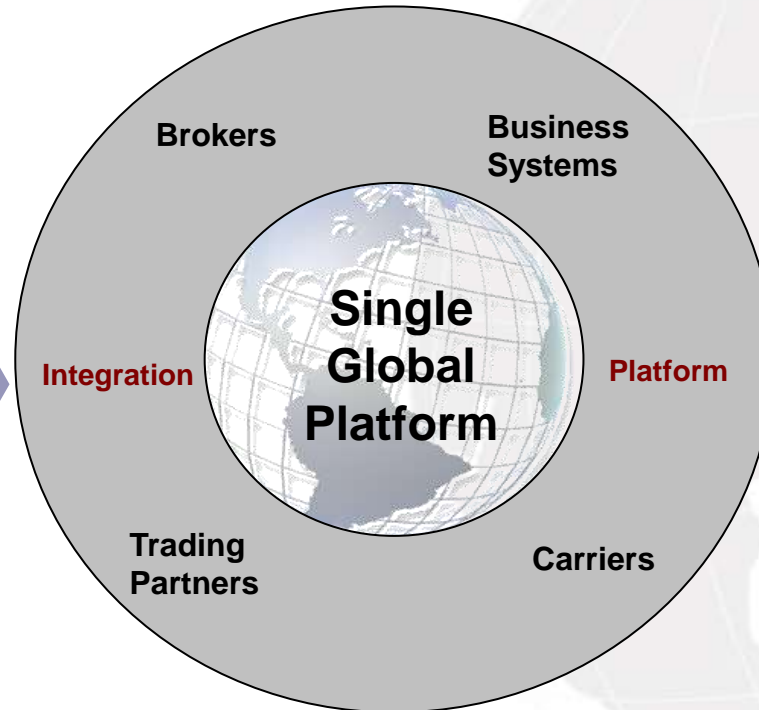 Brokers
Business
Systems
Single
Global
Platform
Integration
Platform
Trading
Partners
Carriers